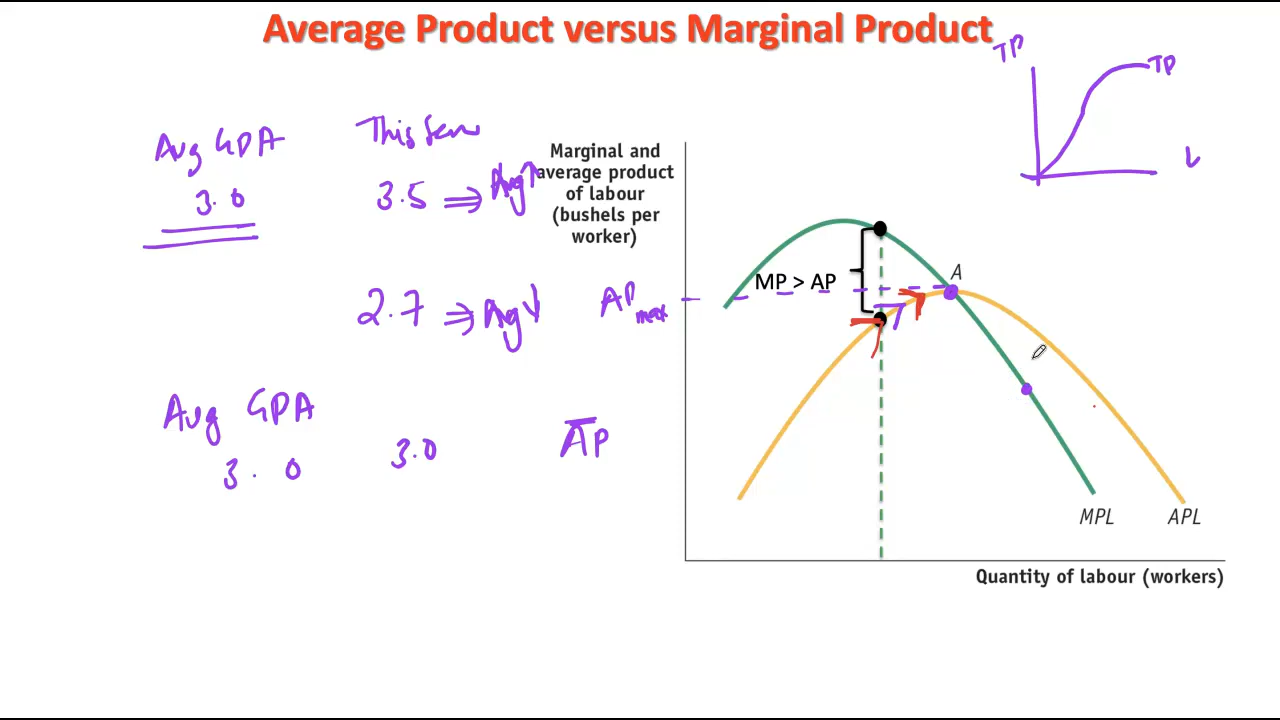 Average Product versus Marginal Product
TP
TP
L
Avg GPA
This Sem
3.0
3.5 ⇒ Avg↑
2.7 ⇒ Avg↓
Avg GPA
3.0
3.0
AP
Marginal and
average product
of labour
(bushels per
worker)
AP max
MP > AP
A
MPL
APL
Quantity of labour (workers)